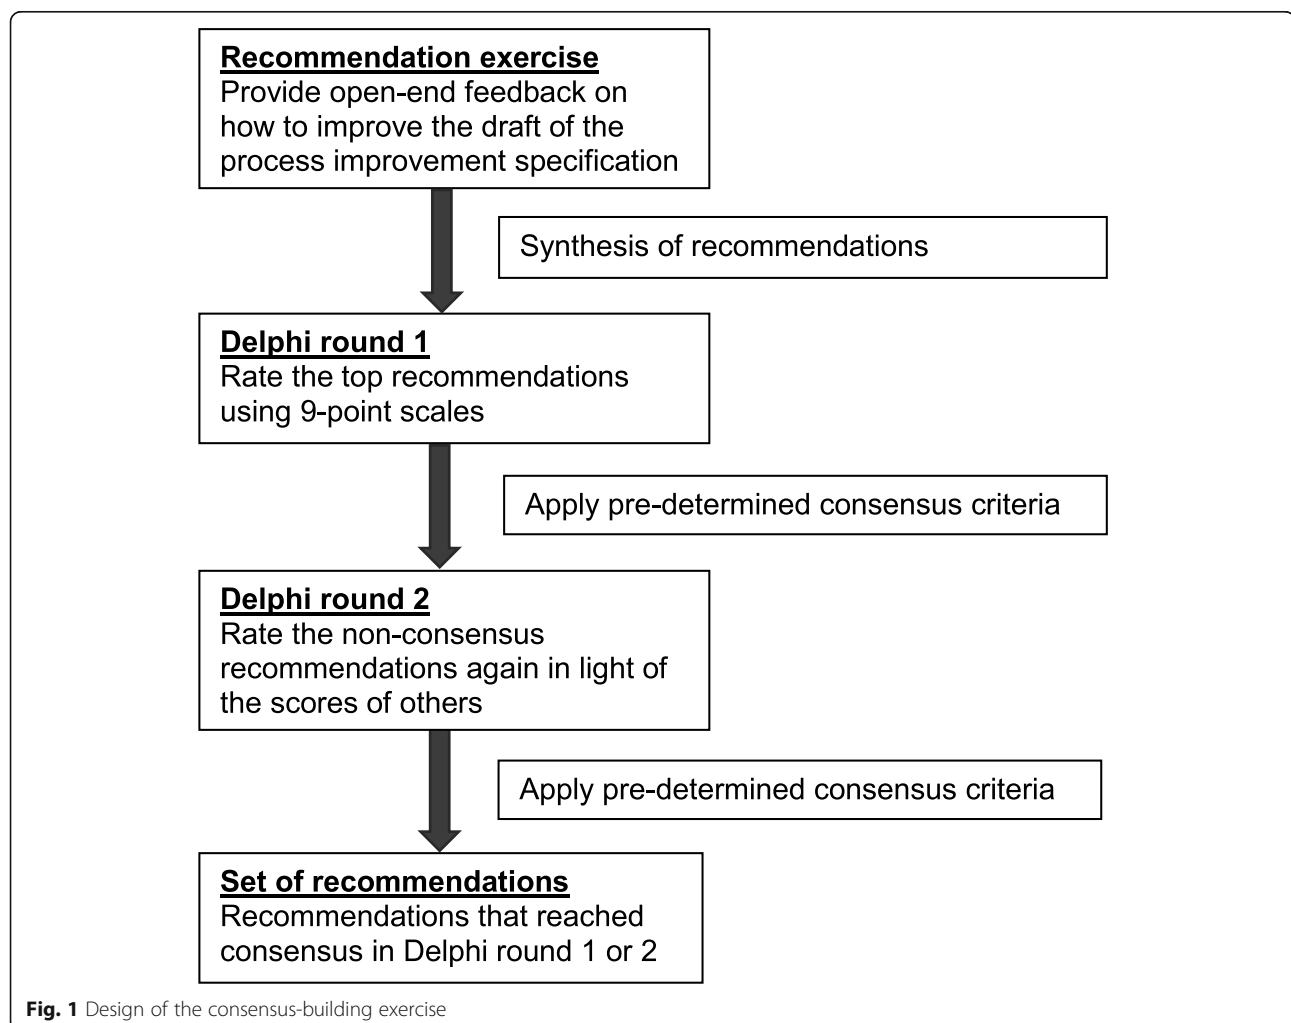 Recommendation exercise
Provide open-end feedback on
how to improve the draft of the
process improvement specification
Synthesis of recommendations
Delphi round 1
Rate the top recommendations
using 9-point scales
Apply pre-determined consensus criteria
Delphi round 2
Rate the non-consensus
recommendations again in light of
the scores of others
Apply pre-determined consensus criteria
Set of recommendations
Recommendations that reached
consensus in Delphi round 1 or 2
Fig. 1 Design of the consensus-building exercise